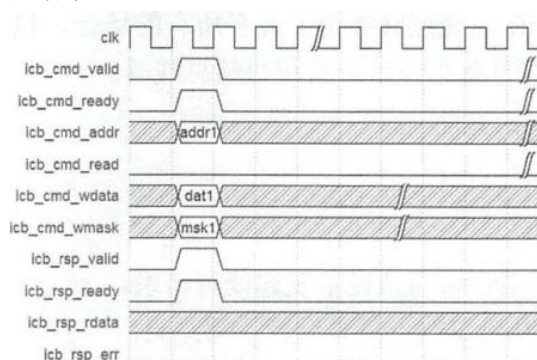 clk
icb_cmd_valid
icb_cmd_ready
icb_cmd_addr
addr1
icb_cmd_read
icb_cmd_wdata
dat1
icb_cmd_wmask
msk1
icb_rsp_valid
icb_rsp_ready
icb_rsp_rdata
icb_rsp_err